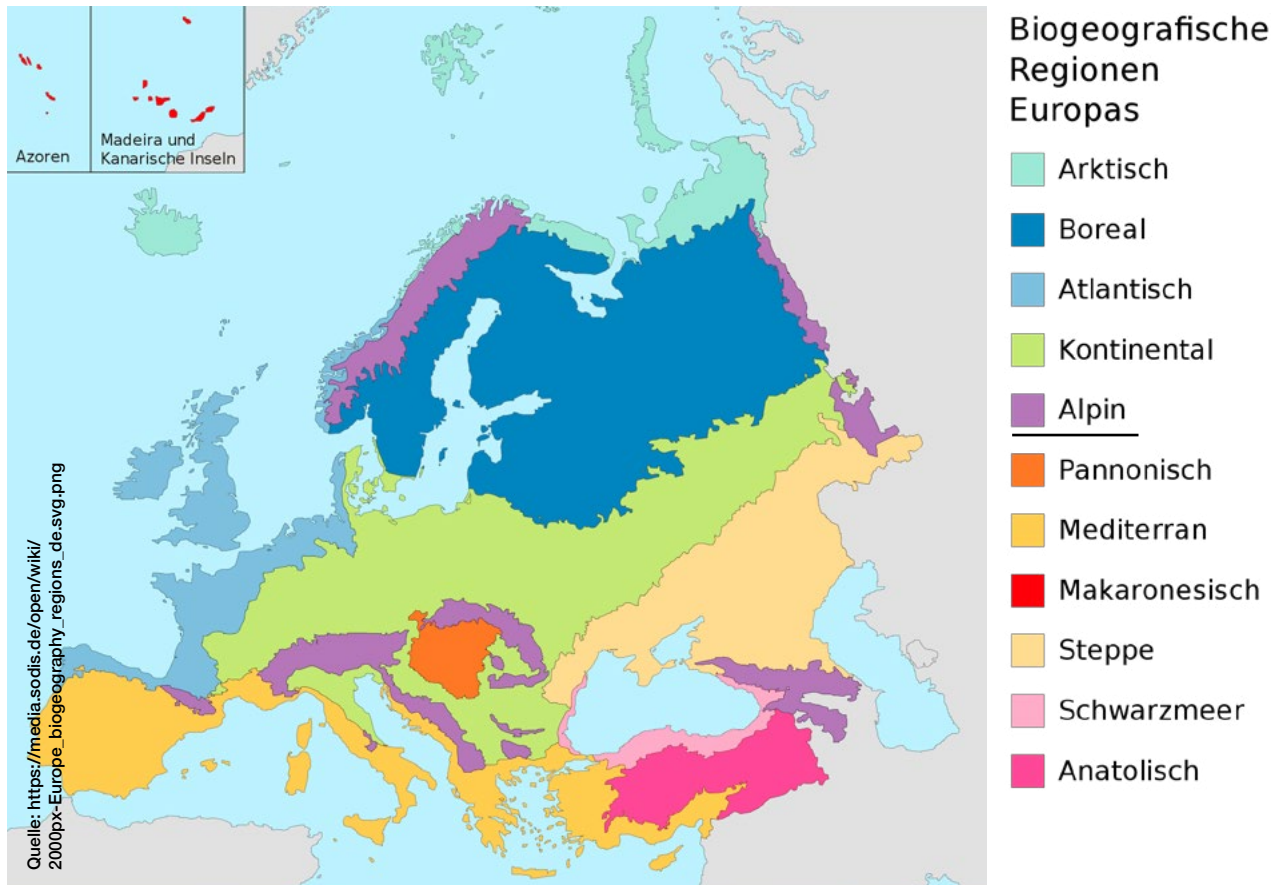 Azoren
Madeira und
Kanarische Inseln
Biogeografische
Regionen
Europas
Arktisch
Boreal
Atlantisch
Kontinental
Alpin
Pannonisch
Mediterran
Makaronesisch
Steppe
Schwarzmeer
Anatolisch
Quelle: https://media.sodis.de/open/wiki/
2000px-Europe_biogeography_regions_de.svg.png